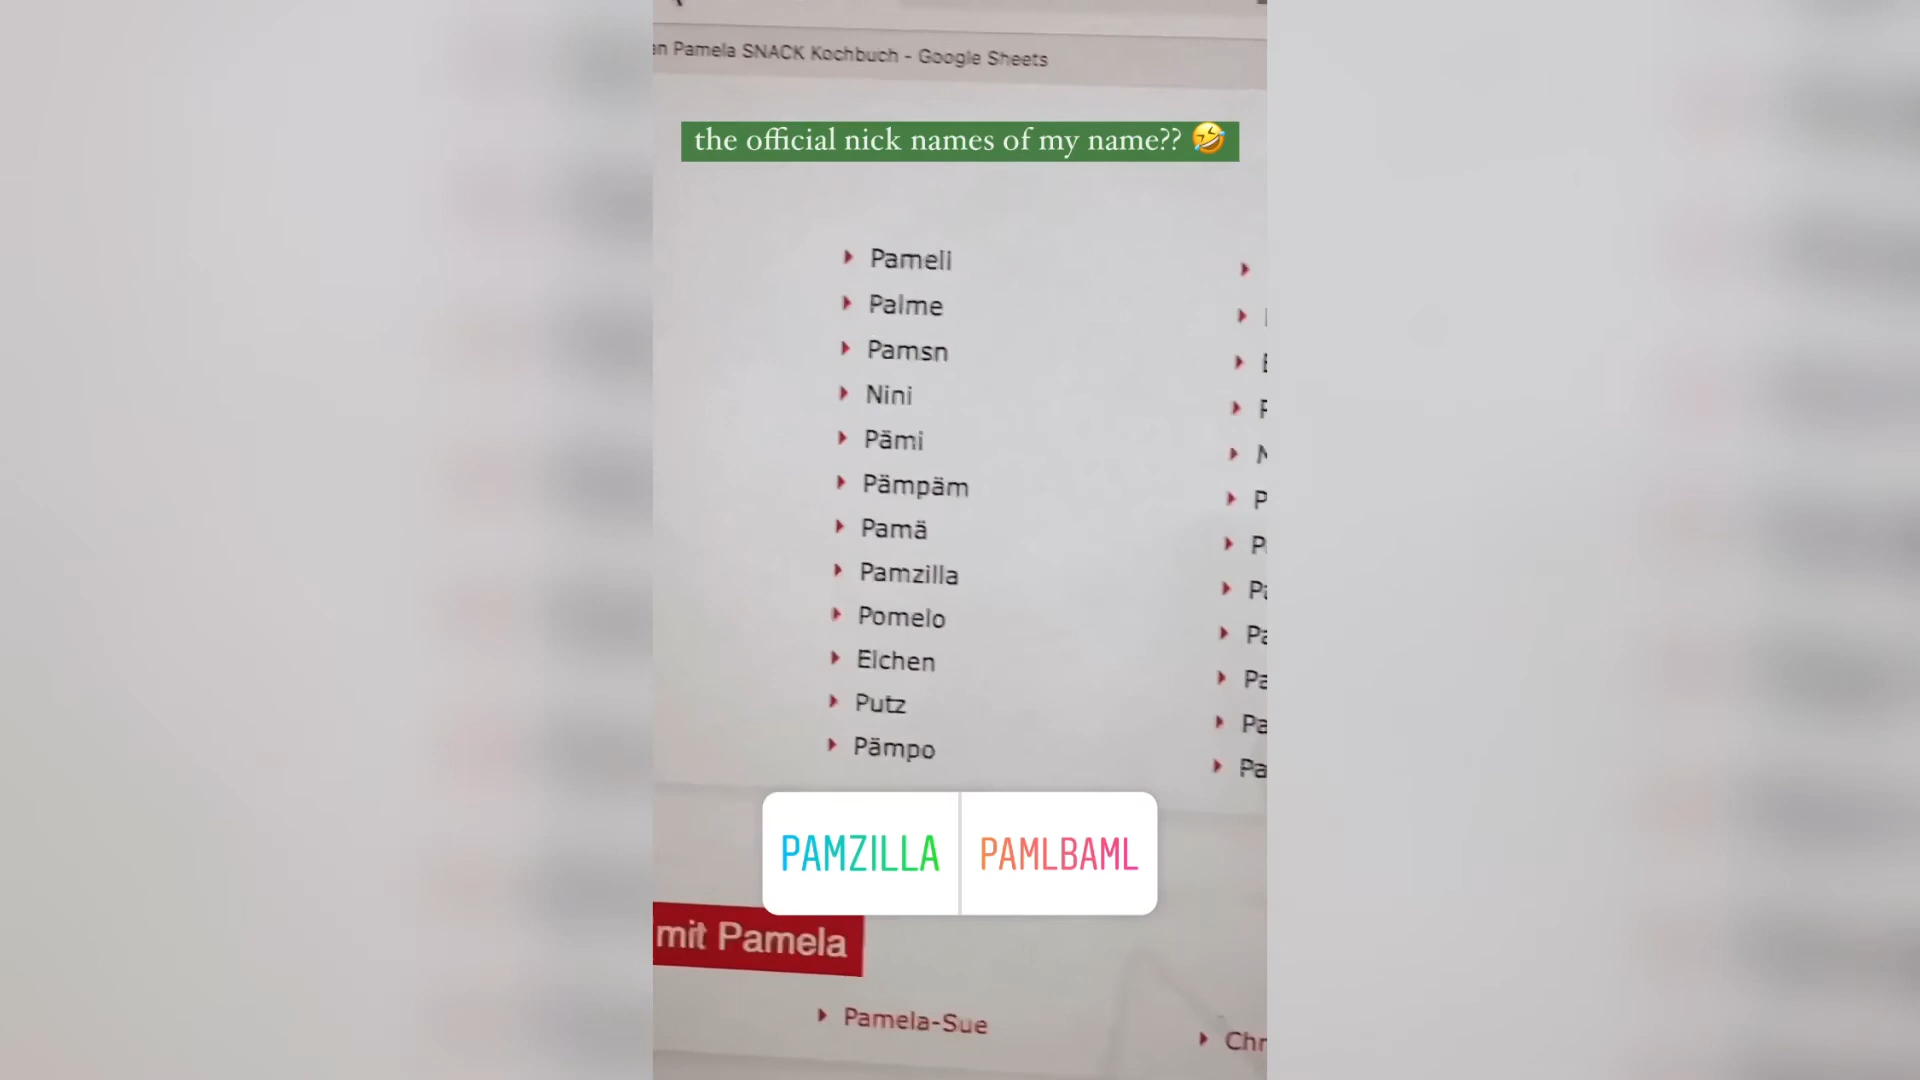 an Pamela SNACK Kochbuch - Google Sheets
the official nick names of my name?? 🤣
Pameli
Palme
Pamsn
Nini
Pämi
Pämpäm
Pamä
Pamzilla
Pomelo
Elchen
Putz
Pämpo
PAMZILLA
PAMLBAML
mit Pamela
Pamela-Sue